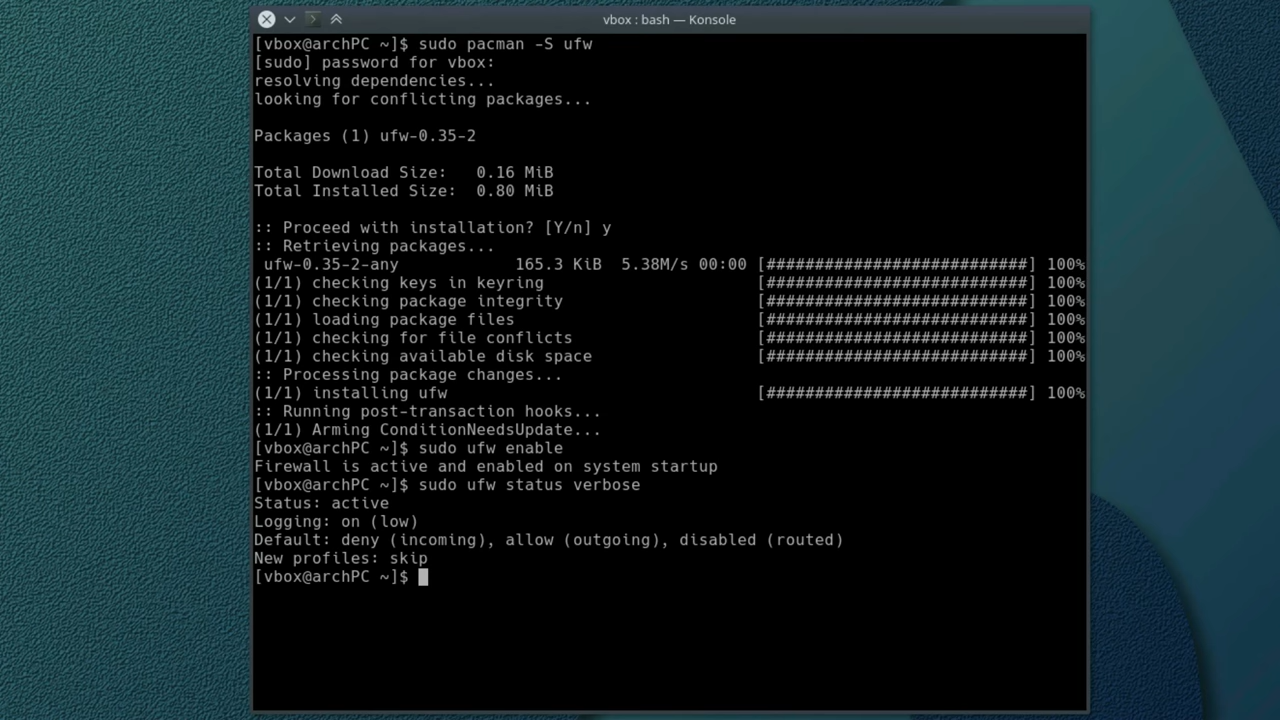 vbox : bash — Konsole
[vbox@archPC ~]$ sudo pacman -S ufw
[sudo] password for vbox:
resolving dependencies...
looking for conflicting packages...
Packages (1) ufw-0.35-2
Total Download Size:   0.16 MiB
Total Installed Size:  0.80 MiB
:: Proceed with installation? [Y/n] y
:: Retrieving packages...
 ufw-0.35-2-any            165.3 KiB  5.38M/s 00:00 [###########################] 100%
(1/1) checking keys in keyring                      [###########################] 100%
(1/1) checking package integrity                    [###########################] 100%
(1/1) loading package files                         [###########################] 100%
(1/1) checking for file conflicts                   [###########################] 100%
(1/1) checking available disk space                 [###########################] 100%
:: Processing package changes...
(1/1) installing ufw                                [###########################] 100%
:: Running post-transaction hooks...
(1/1) Arming ConditionNeedsUpdate...
[vbox@archPC ~]$ sudo ufw enable
Firewall is active and enabled on system startup
[vbox@archPC ~]$ sudo ufw status verbose
Status: active
Logging: on (low)
Default: deny (incoming), allow (outgoing), disabled (routed)
New profiles: skip
[vbox@archPC ~]$